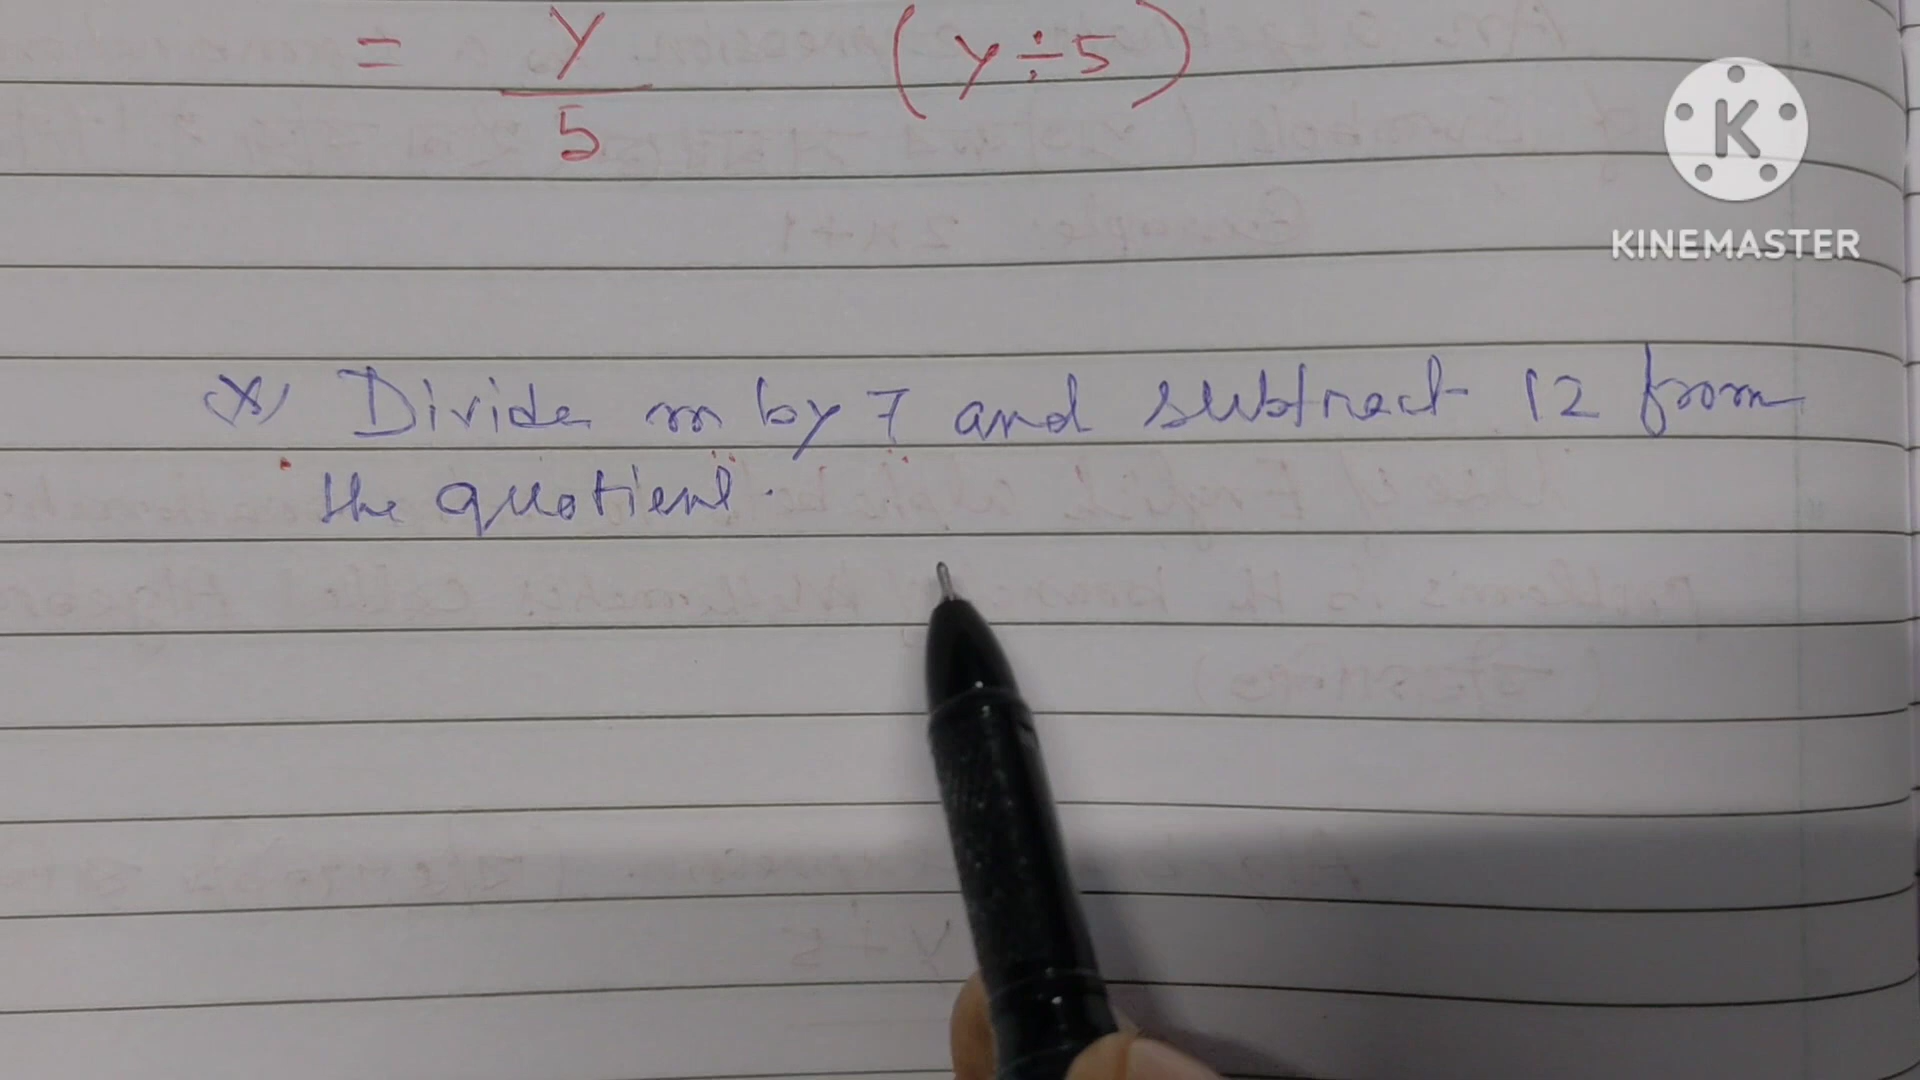 = y/5 (y÷5)
K
KINEMASTER
(x) Divide m by 7 and subtract 12 from
the quotient.